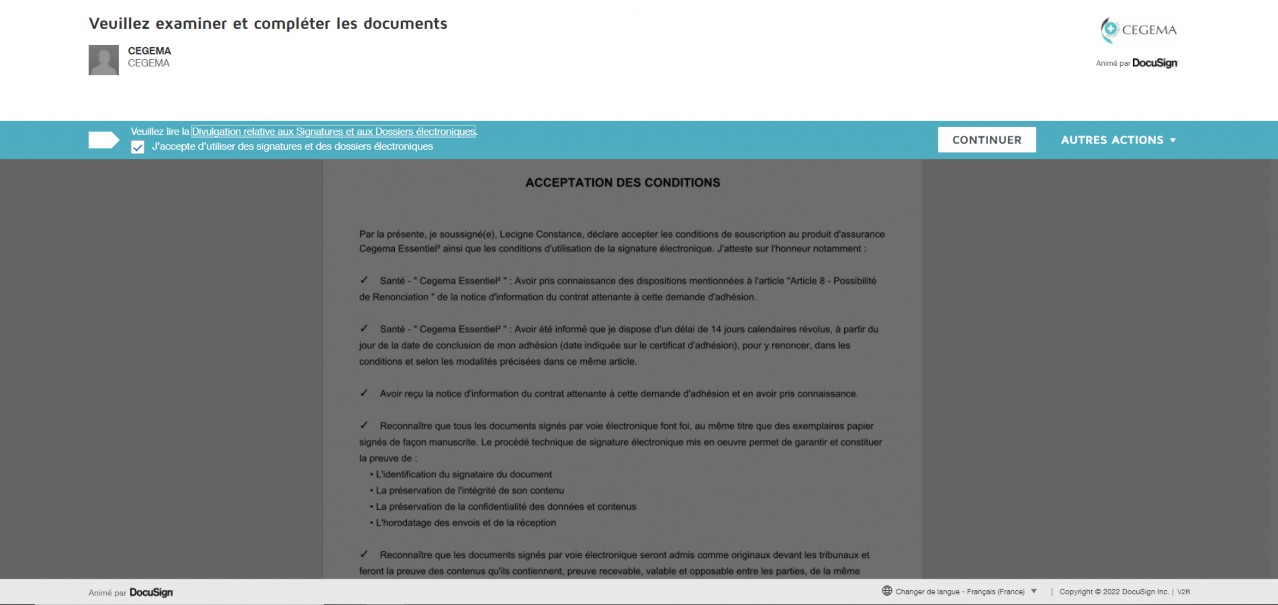 Veuillez examiner et compléter les documents
CEGEMA
CEGEMA
CEGEMA
Animé par DocuSign
Veuillez lire la Divulgation relative aux Signatures et aux Dossiers électroniques.
J'accepte d'utiliser des signatures et des dossiers électroniques
CONTINUER
AUTRES ACTIONS
ACCEPTATION DES CONDITIONS
Par la présente, je soussigné(e), Lecigne Constance, déclare accepter les conditions de souscription au produit d'assurance
Cegema Essentiel² ainsi que les conditions d'utilisation de la signature électronique. J'atteste sur l'honneur notamment :
✓ Santé - " Cegema Essentiel² " : Avoir pris connaissance des dispositions mentionnées à l'article "Article 8 - Possibilité
de Renonciation " de la notice d'information du contrat attenante à cette demande d'adhésion.
✓ Santé - " Cegema Essentiel² " : Avoir été informé que je dispose d'un délai de 14 jours calendaires révolus, à partir du
jour de la date de conclusion de mon adhésion (date indiquée sur le certificat d'adhésion), pour y renoncer, dans les
conditions et selon les modalités précisées dans ce même article.
✓ Avoir reçu la notice d'information du contrat attenante à cette demande d'adhésion et en avoir pris connaissance.
✓ Reconnaître que tous les documents signés par voie électronique font foi, au même titre que des exemplaires papier
signés de façon manuscrite. Le procédé technique de signature électronique mis en oeuvre permet de garantir et constituer
la preuve de :
• L'identification du signataire du document
• La préservation de l'intégrité de son contenu
• La préservation de la confidentialité des données et contenus
• L'horodatage des envois et de la réception
✓ Reconnaître que les documents signés par voie électronique seront admis comme originaux devant les tribunaux et
feront la preuve des contenus qu'ils contiennent, preuve recevable, valable et opposable entre les parties, de la même
Animé par DocuSign
Changer de langue - Français (France) ▼ | Copyright © 2022 DocuSign Inc. | V2R